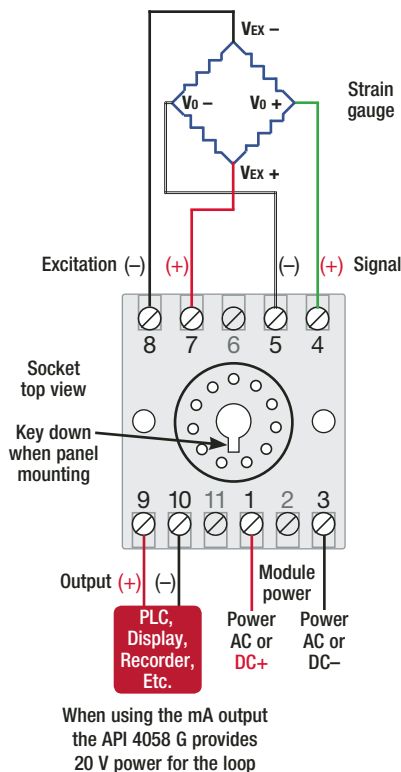 VEX –
VO – VO +
VEX +
Strain
gauge
Excitation (–) (+) (–) (+) Signal
8 7 6 5 4
Socket
top view
Key down
when panel
mounting
9 10 11 1 2 3
Output (+) (–)
Module
power
PLC,
Display,
Recorder,
Etc.
Power
AC or
DC+
Power
AC or
DC–
When using the mA output
the API 4058 G provides
20 V power for the loop